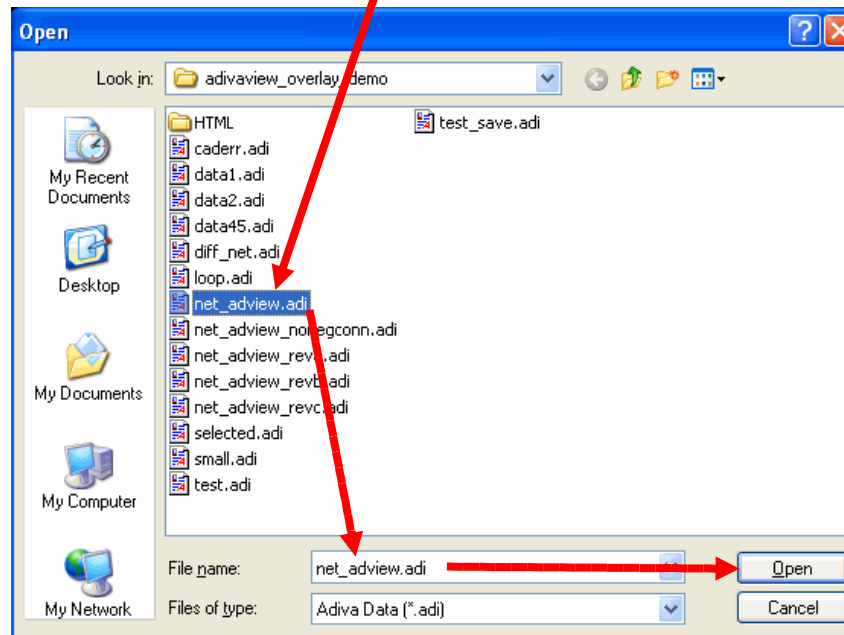 Open
Look in: adivaview_overlay_demo
My Recent
Documents
Desktop
My Documents
My Computer
My Network
HTML
caderr.adi
data1.adi
data2.adi
data45.adi
diff_net.adi
loop.adi
net_adview.adi
net_adview_nonegconn.adi
net_adview_reva.adi
net_adview_revb.adi
net_adview_revc.adi
selected.adi
small.adi
test.adi
test_save.adi
File name: net_adview.adi Open
Files of type: Adiva Data (*.adi) Cancel